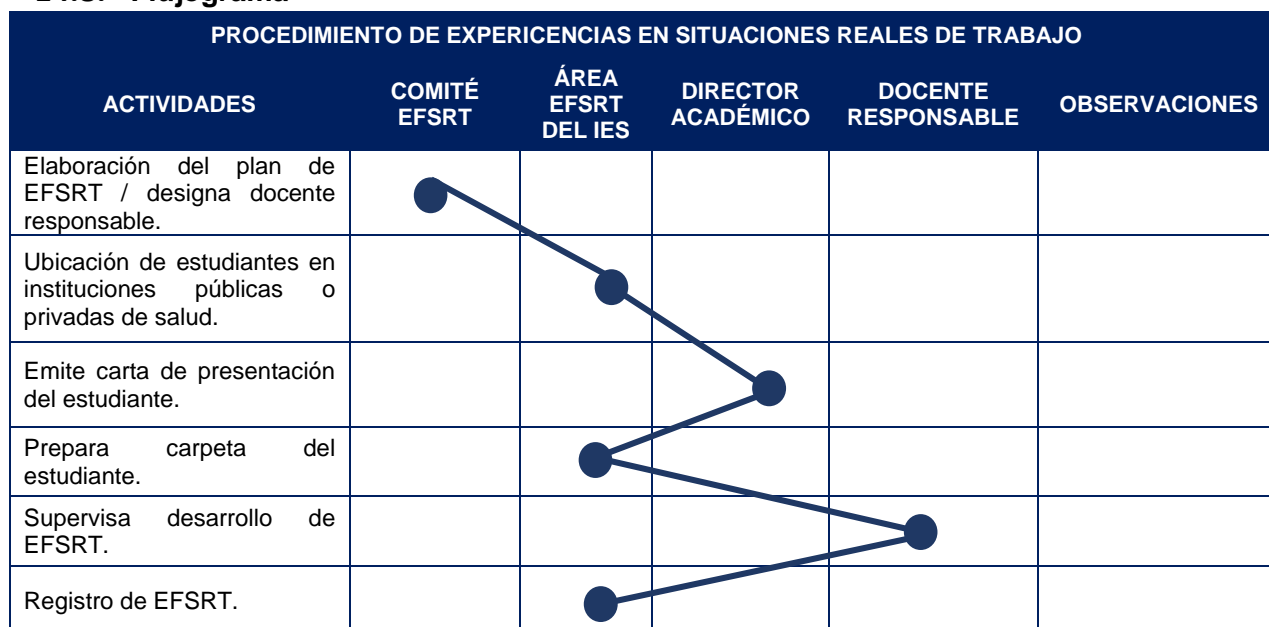 PROCEDIMIENTO DE EXPERICENCIAS EN SITUACIONES REALES DE TRABAJO
ACTIVIDADES
COMITÉ
EFSRT
ÁREA
EFSRT
DEL IES
DIRECTOR
ACADÉMICO
DOCENTE
RESPONSABLE
OBSERVACIONES
Elaboración del plan de
EFSRT / designa docente
responsable.
Ubicación de estudiantes en
instituciones públicas o
privadas de salud.
Emite carta de presentación
del estudiante.
Prepara carpeta del
estudiante.
Supervisa desarrollo de
EFSRT.
Registro de EFSRT.